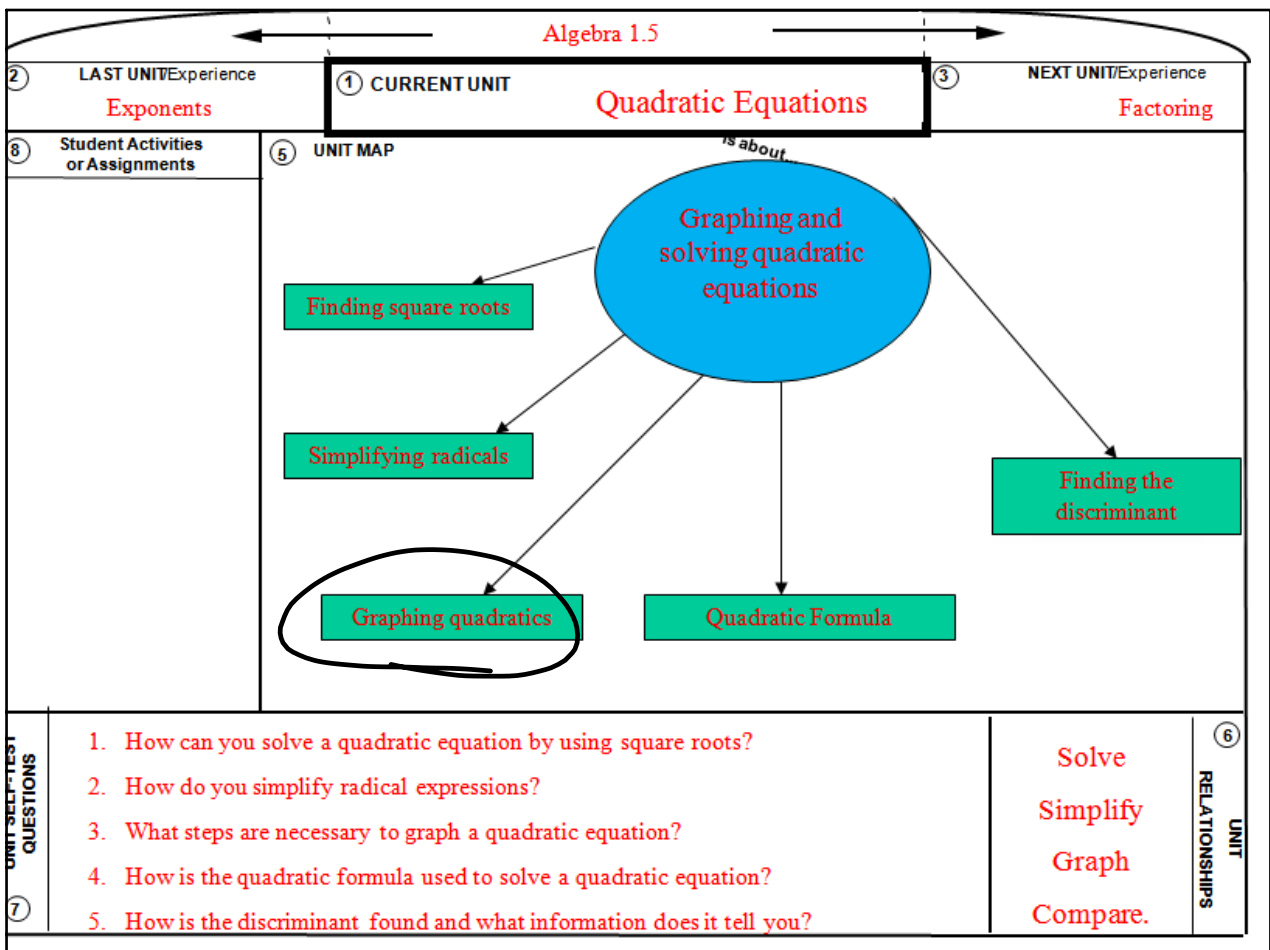 Algebra 1.5
2 LAST UNIT/Experience
Exponents
1 CURRENT UNIT
Quadratic Equations
3 NEXT UNIT/Experience
Factoring
8 Student Activities
or Assignments
5 UNIT MAP
is about...
Graphing and
solving quadratic
equations
Finding square roots
Simplifying radicals
Finding the
discriminant
Graphing quadratics
Quadratic Formula
UNIT SELF-TEST
QUESTIONS
7
1. How can you solve a quadratic equation by using square roots?
2. How do you simplify radical expressions?
3. What steps are necessary to graph a quadratic equation?
4. How is the quadratic formula used to solve a quadratic equation?
5. How is the discriminant found and what information does it tell you?
Solve
Simplify
Graph
Compare.
6
UNIT
RELATIONSHIPS